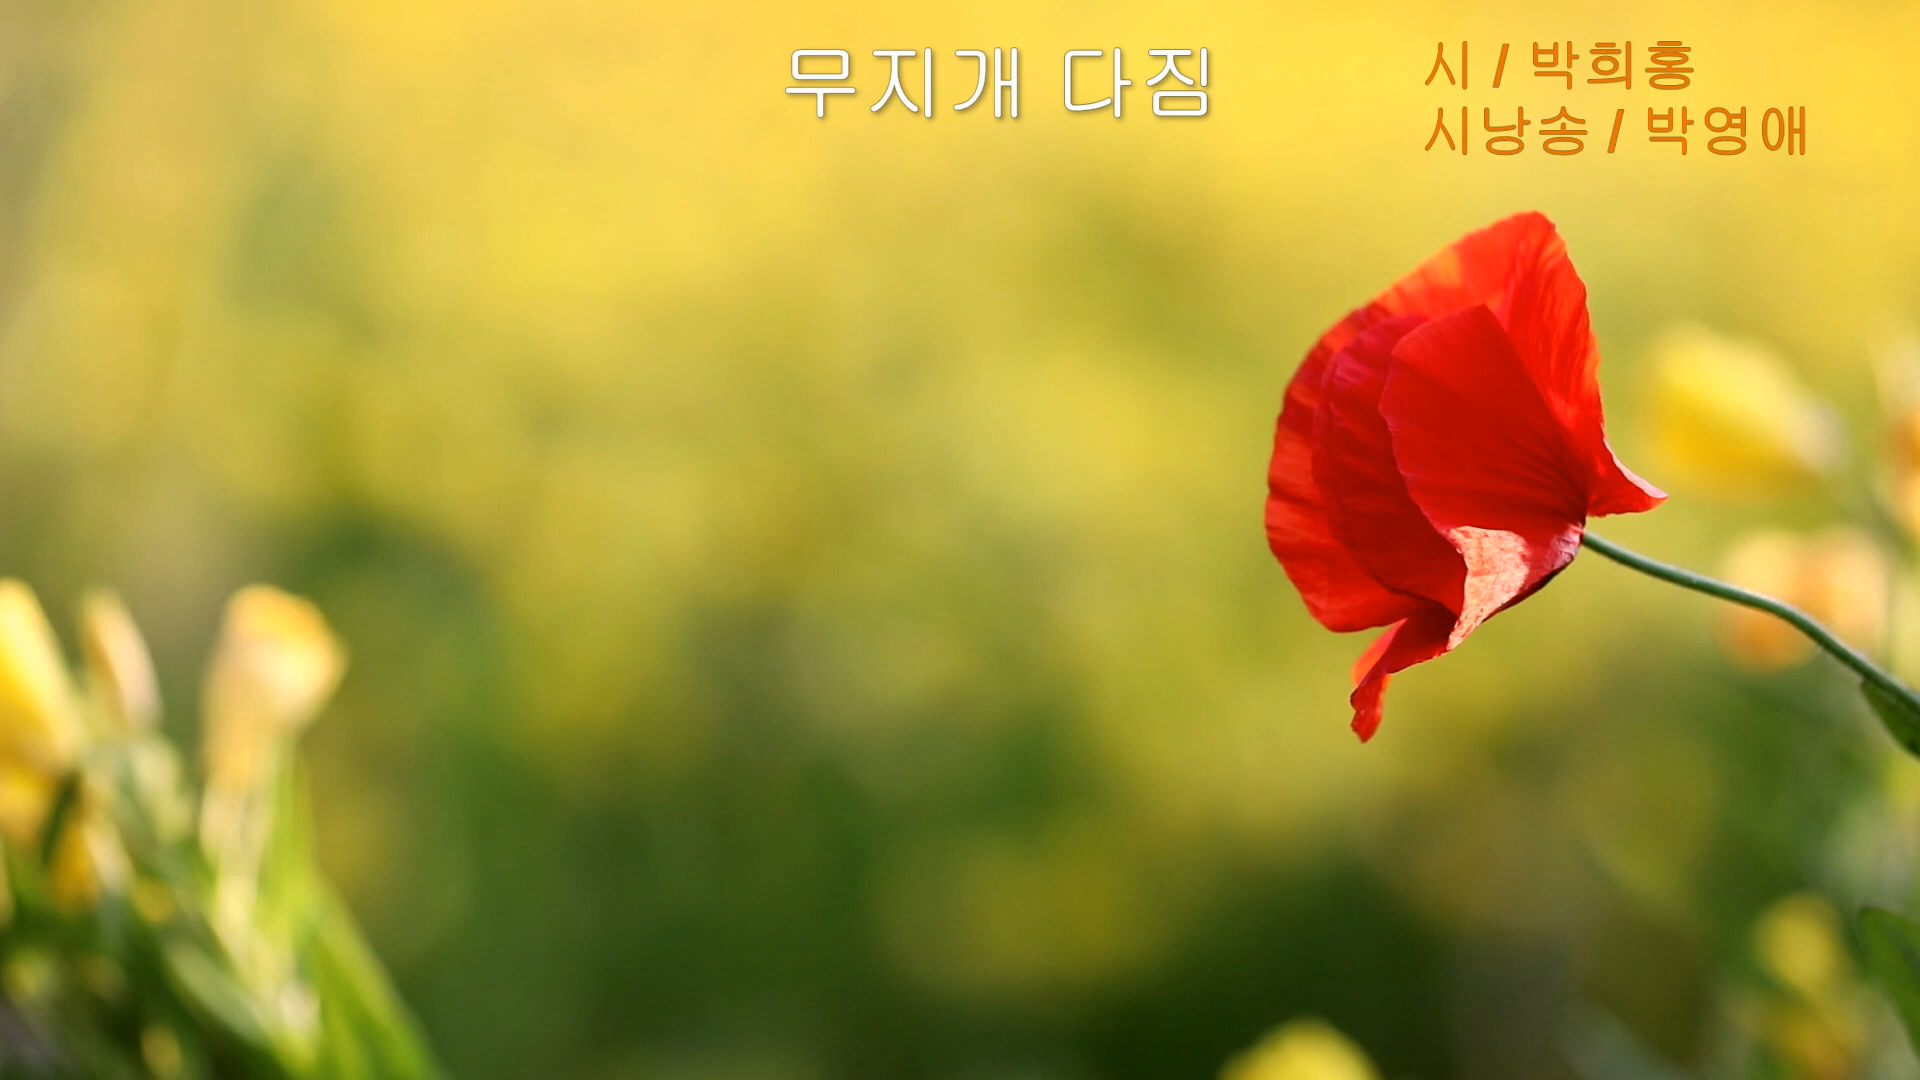 무지개 다짐
시 / 박희홍
시낭송 / 박영애